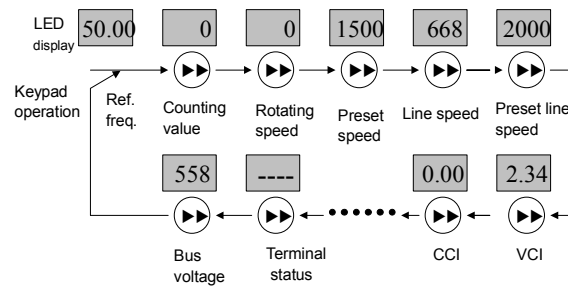 LED display
50.00 0 0 1500 668 2000
Keypad operation
Ref. freq.
Counting value
Rotating speed
Preset speed
Line speed
Preset line speed
558 ---- 0.00 2.34
Bus voltage
Terminal status
CCI
VCI